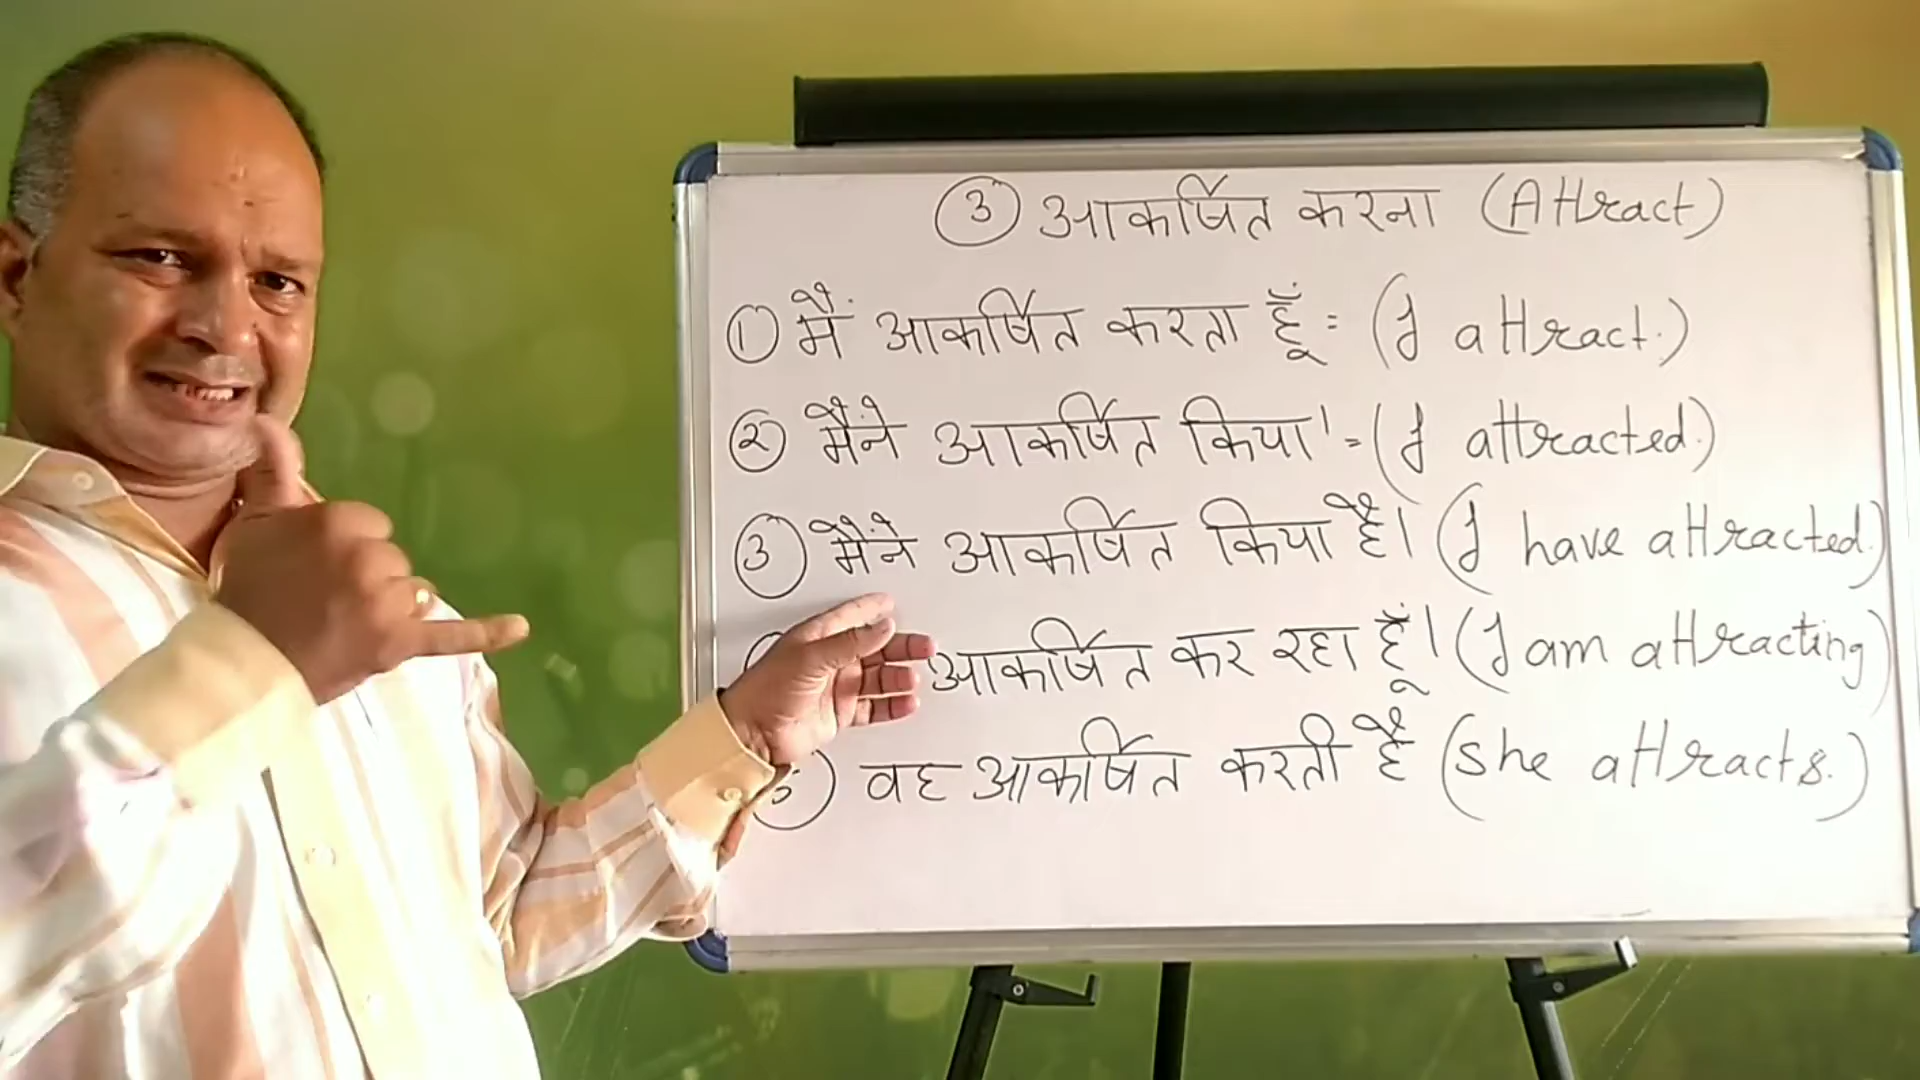 ③ आकर्षित करना (Attract)
① मैं आकर्षित करता हूँ = (I attract.)
② मैंने आकर्षित किया। = (I attracted.)
③ मैंने आकर्षित किया है। (I have attracted.)
आकर्षित कर रहा हूँ। (I am attracting)
5) वह आकर्षित करती है (she attracts.)